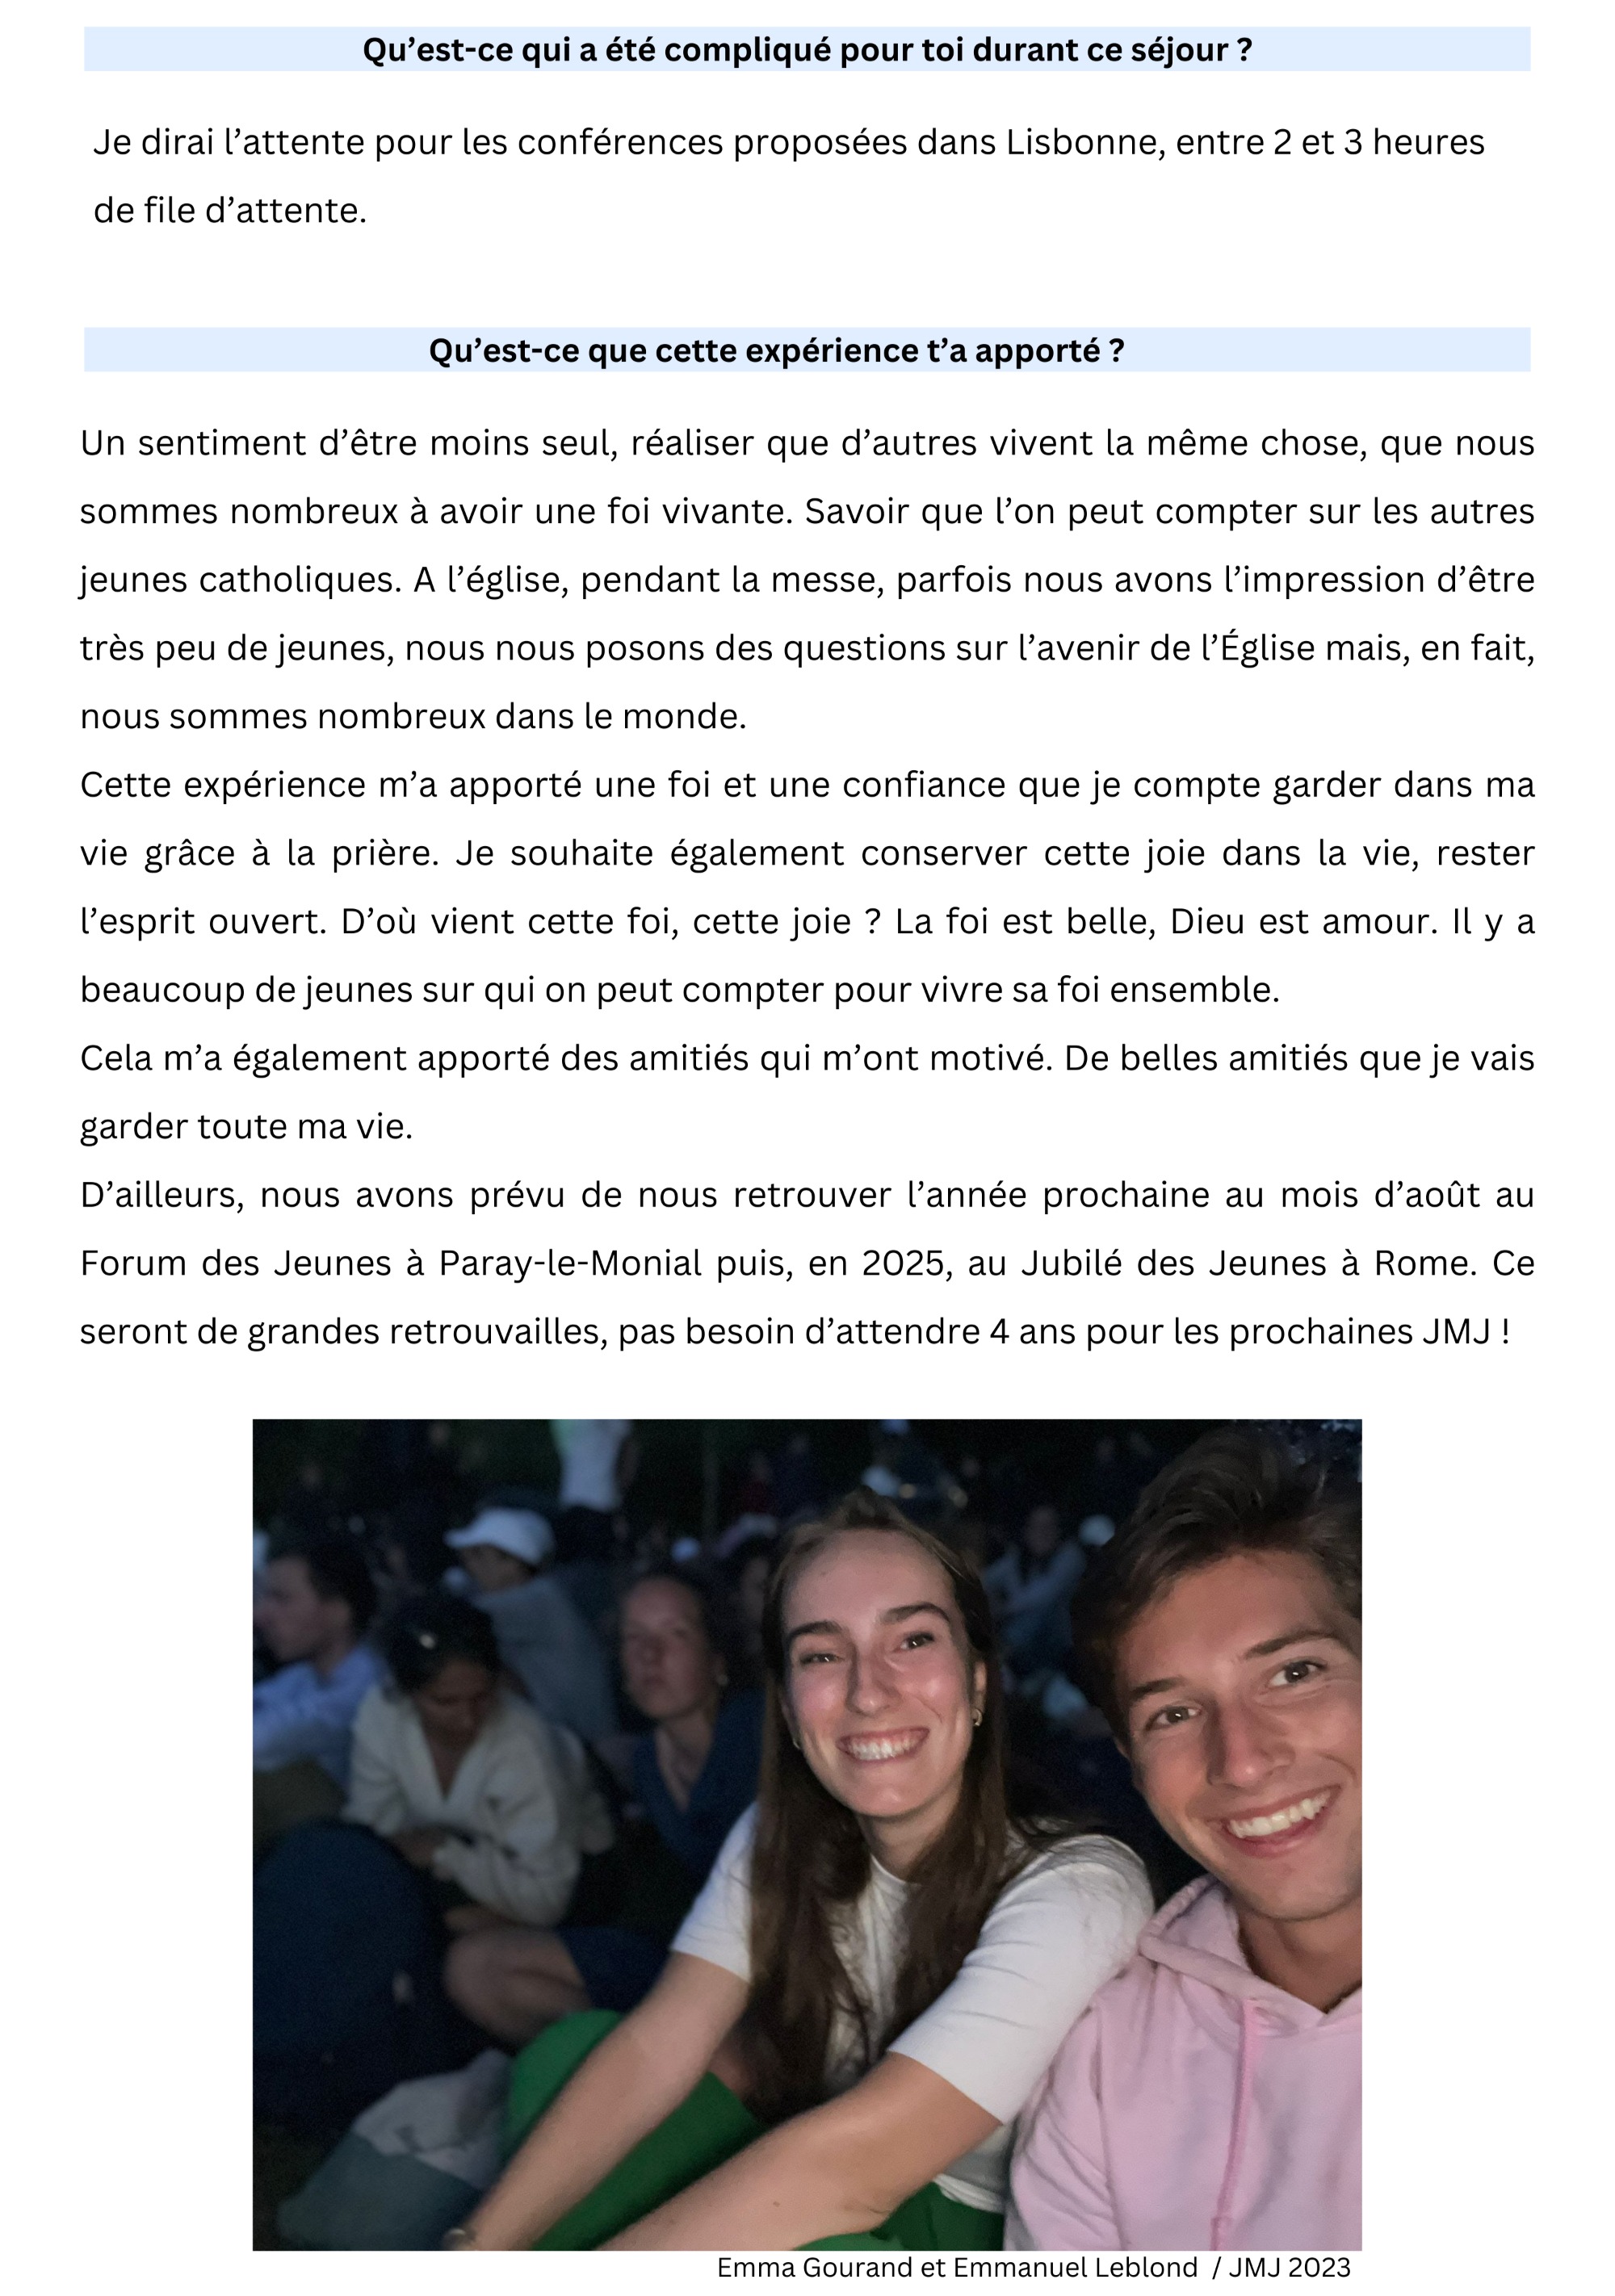 Qu’est-ce qui a été compliqué pour toi durant ce séjour ?
Je dirai l’attente pour les conférences proposées dans Lisbonne, entre 2 et 3 heures
de file d’attente.
Qu’est-ce que cette expérience t’a apporté ?
Un sentiment d’être moins seul, réaliser que d’autres vivent la même chose, que nous
sommes nombreux à avoir une foi vivante. Savoir que l’on peut compter sur les autres
jeunes catholiques. A l’église, pendant la messe, parfois nous avons l’impression d’être
très peu de jeunes, nous nous posons des questions sur l’avenir de l’Église mais, en fait,
nous sommes nombreux dans le monde.
Cette expérience m’a apporté une foi et une confiance que je compte garder dans ma
vie grâce à la prière. Je souhaite également conserver cette joie dans la vie, rester
l’esprit ouvert. D’où vient cette foi, cette joie ? La foi est belle, Dieu est amour. Il y a
beaucoup de jeunes sur qui on peut compter pour vivre sa foi ensemble.
Cela m’a également apporté des amitiés qui m’ont motivé. De belles amitiés que je vais
garder toute ma vie.
D’ailleurs, nous avons prévu de nous retrouver l’année prochaine au mois d’août au
Forum des Jeunes à Paray-le-Monial puis, en 2025, au Jubilé des Jeunes à Rome. Ce
seront de grandes retrouvailles, pas besoin d’attendre 4 ans pour les prochaines JMJ !
Emma Gourand et Emmanuel Leblond / JMJ 2023